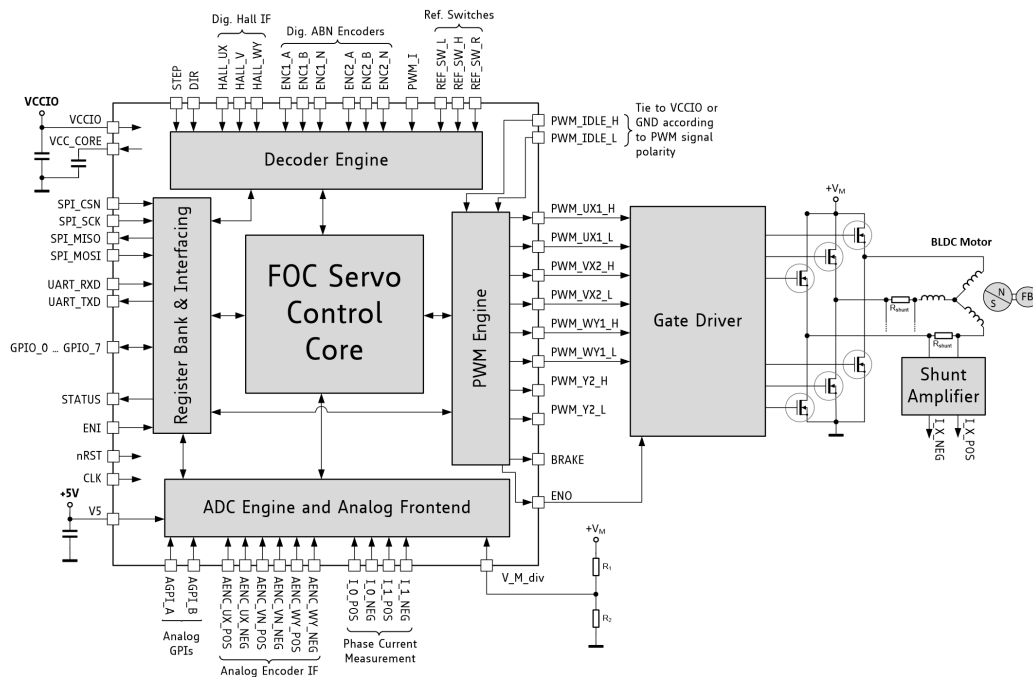 Dig. Hall IF
Dig. ABN Encoders
Ref. Switches
STEP
DIR
HALL_UX
HALL_V
HALL_WY
ENC1_A
ENC1_B
ENC1_N
ENC2_A
ENC2_B
ENC2_N
PWM_I
REF_SW_L
REF_SW_H
REF_SW_R
VCCIO
VCCIO
VCC_CORE
Decoder Engine
PWM_IDLE_H
PWM_IDLE_L
Tie to VCCIO or
GND according
to PWM signal
polarity
SPI_CSN
SPI_SCK
SPI_MISO
SPI_MOSI
UART_RXD
UART_TXD
GPIO_0 ... GPIO_7
STATUS
ENI
nRST
CLK
+5V
V5
Register Bank & Interfacing
FOC Servo
Control
Core
PWM Engine
PWM_UX1_H
PWM_UX1_L
PWM_VX2_H
PWM_VX2_L
PWM_WY1_H
PWM_WY1_L
PWM_Y2_H
PWM_Y2_L
BRAKE
ENO
Gate Driver
+VM
BLDC Motor
N
S
FB
Rshunt
Rshunt
Shunt
Amplifier
I_X_NEG
I_X_POS
ADC Engine and Analog Frontend
+VM
V_M_div
R1
R2
AGPI_A
AGPI_B
AENC_UX_POS
AENC_UX_NEG
AENC_VN_POS
AENC_VN_NEG
AENC_WY_POS
AENC_WY_NEG
I_0_POS
I_0_NEG
I_1_POS
I_1_NEG
Analog
GPIs
Analog Encoder IF
Phase Current
Measurement